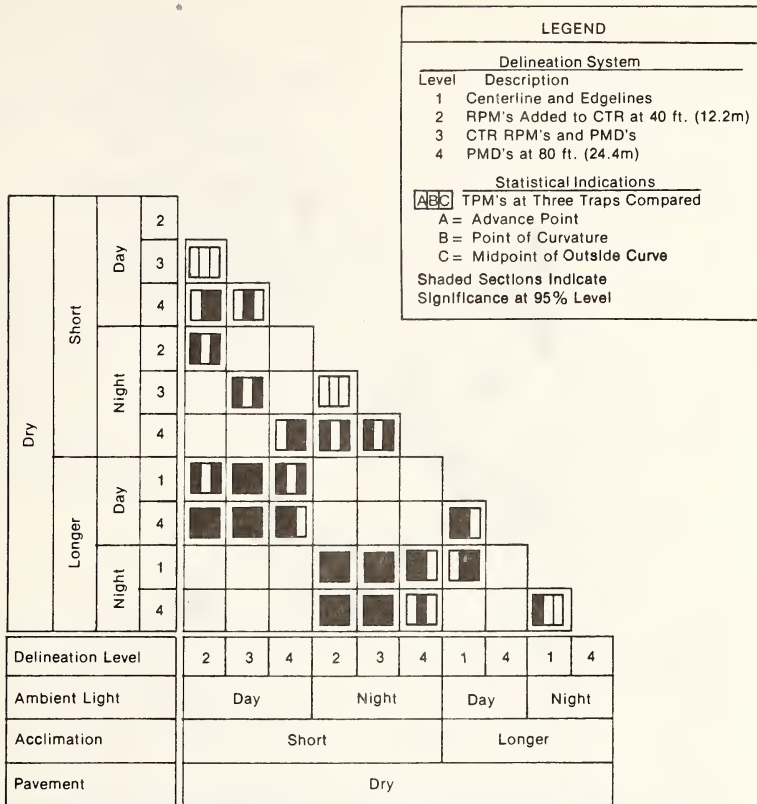 LEGEND
Delineation System
Level Description
1 Centerline and Edgelines
2 RPM's Added to CTR at 40 ft. (12.2m)
3 CTR RPM's and PMD's
4 PMD's at 80 ft. (24.4m)
Statistical Indications
ABC TPM's at Three Traps Compared
A = Advance Point
B = Point of Curvature
C = Midpoint of Outside Curve
Shaded Sections Indicate
Significance at 95% Level
Dry
Short
Day
2
3
4
Night
2
3
4
Longer
Day
1
4
Night
1
4
Delineation Level 2 3 4 2 3 4 1 4 1 4
Ambient Light Day Night Day Night
Acclimation Short Longer
Pavement Dry